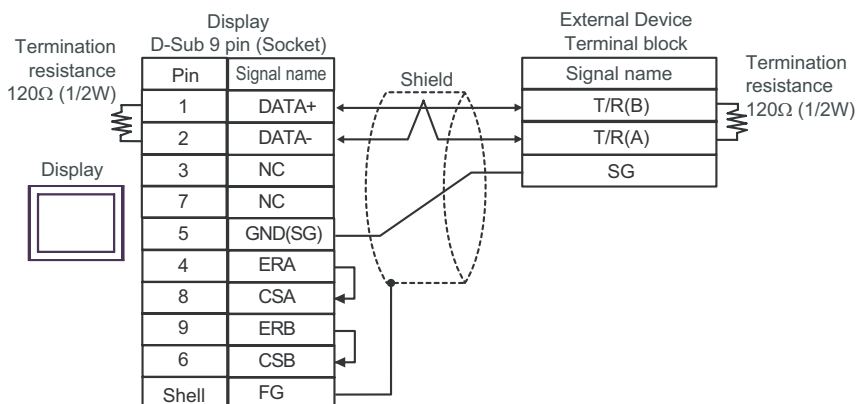 Display
D-Sub 9 pin (Socket)
Termination
resistance
120Ω (1/2W)
Pin Signal name
1 DATA+
2 DATA-
3 NC
7 NC
5 GND(SG)
4 ERA
8 CSA
9 ERB
6 CSB
Shell FG
Display
Shield
External Device
Terminal block
Signal name
T/R(B)
T/R(A)
SG
Termination
resistance
120Ω (1/2W)